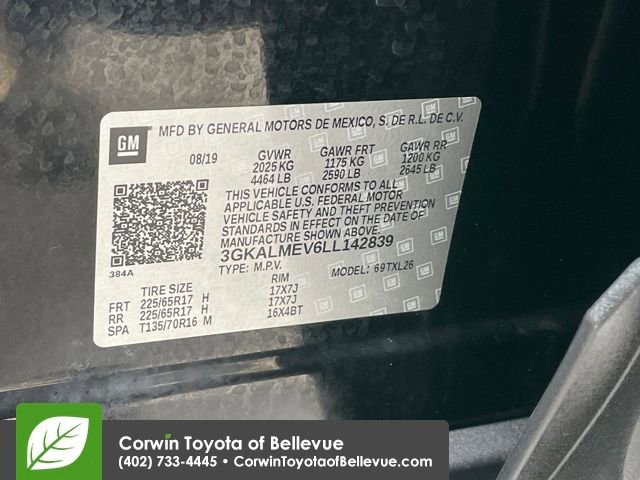 GM MFD BY GENERAL MOTORS DE MEXICO, S. DE R.L. DE C.V.
08/19 GVWR GAWR FRT GAWR RR
2025 KG 1175 KG 1200 KG
4464 LB 2590 LB 2645 LB
THIS VEHICLE CONFORMS TO ALL
APPLICABLE U.S. FEDERAL MOTOR
VEHICLE SAFETY AND THEFT PREVENTION
STANDARDS IN EFFECT ON THE DATE OF
MANUFACTURE SHOWN ABOVE.
3GKALMEV6LL142839
384A TYPE: M.P.V. MODEL: 69TXL26
TIRE SIZE RIM
FRT 225/65R17 H 17X7J
RR 225/65R17 H 17X7J
SPA T135/70R16 M 16X4BT
Corwin Toyota of Bellevue
(402) 733-4445 • CorwinToyotaofBellevue.com